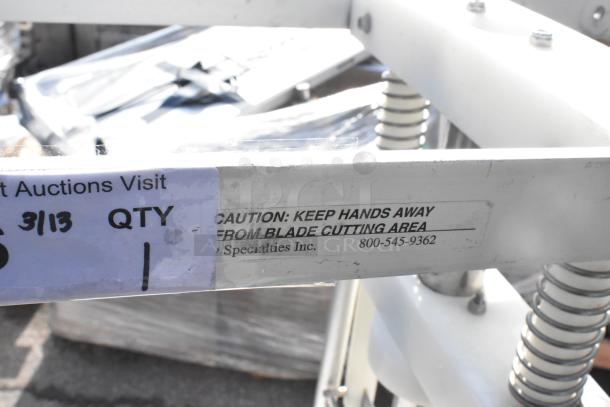 t Auctions Visit
3/13 QTY
1
CAUTION: KEEP HANDS AWAY
FROM BLADE CUTTING AREA
Specialties Inc. 800-545-9362